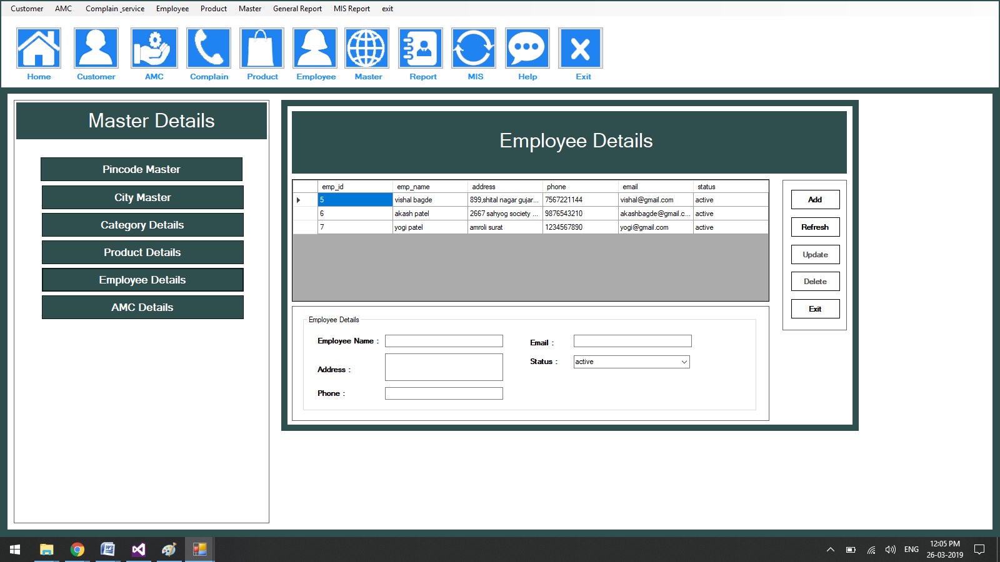 Customer AMC Complain _service Employee Product Master General Report MIS Report exit
Home Customer AMC Complain Product Employee Master Report MIS Help Exit
Master Details
Pincode Master
City Master
Category Details
Product Details
Employee Details
AMC Details
Employee Details
emp_id emp_name address phone email status
5 vishal bagde 899,shital nagar gujar... 7567221144 vishal@gmail.com active
6 akash patel 2667 sahyog society ... 9876543210 akashbagde@gmail.c... active
7 yogi patel amroli surat 1234567890 yogi@gmail.com active
Add
Refresh
Update
Delete
Exit
Employee Details
Employee Name :
Address :
Phone :
Email :
Status : active
ENG 12:05 PM
26-03-2019